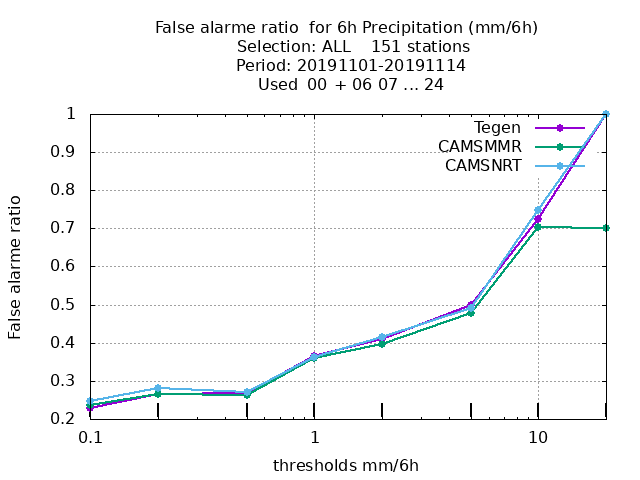 False alarme ratio  for 6h Precipitation (mm/6h)
Selection: ALL    151 stations
Period: 20191101-20191114
Used  00 + 06 07 ... 24
Tegen
CAMSMMR
CAMSNRT
False alarme ratio
1
0.9
0.8
0.7
0.6
0.5
0.4
0.3
0.2
0.1
1
10
thresholds mm/6h